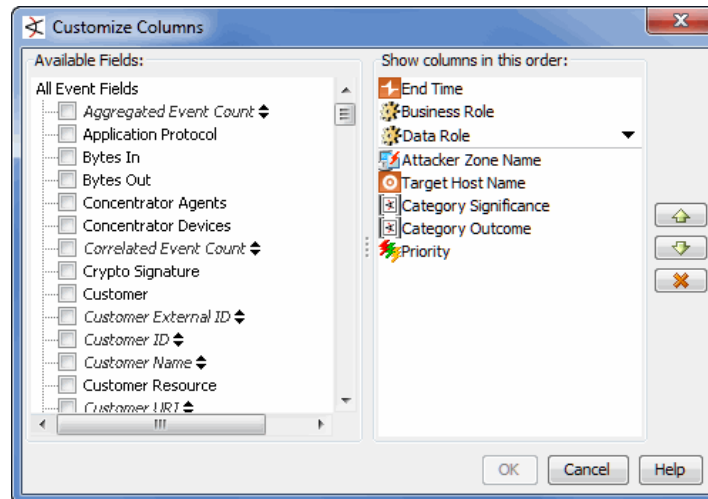 Customize Columns
Available Fields:
All Event Fields
Aggregated Event Count
Application Protocol
Bytes In
Bytes Out
Concentrator Agents
Concentrator Devices
Correlated Event Count
Crypto Signature
Customer
Customer External ID
Customer ID
Customer Name
Customer Resource
Customer URI
Show columns in this order:
End Time
Business Role
Data Role
Attacker Zone Name
Target Host Name
Category Significance
Category Outcome
Priority
OK
Cancel
Help